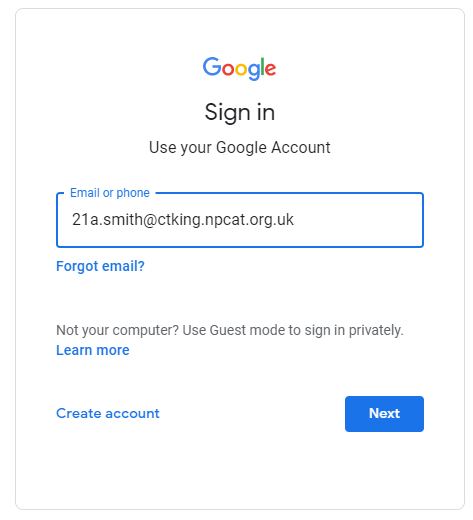 Google
Sign in
Use your Google Account
Email or phone
21a.smith@ctking.npcat.org.uk
Forgot email?
Not your computer? Use Guest mode to sign in privately.
Learn more
Create account
Next